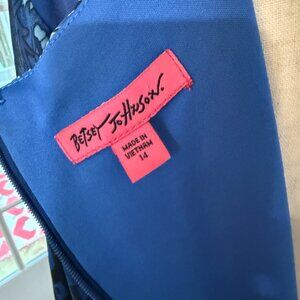 BETSEY JOHNSON.
MADE IN
VIETNAM
14